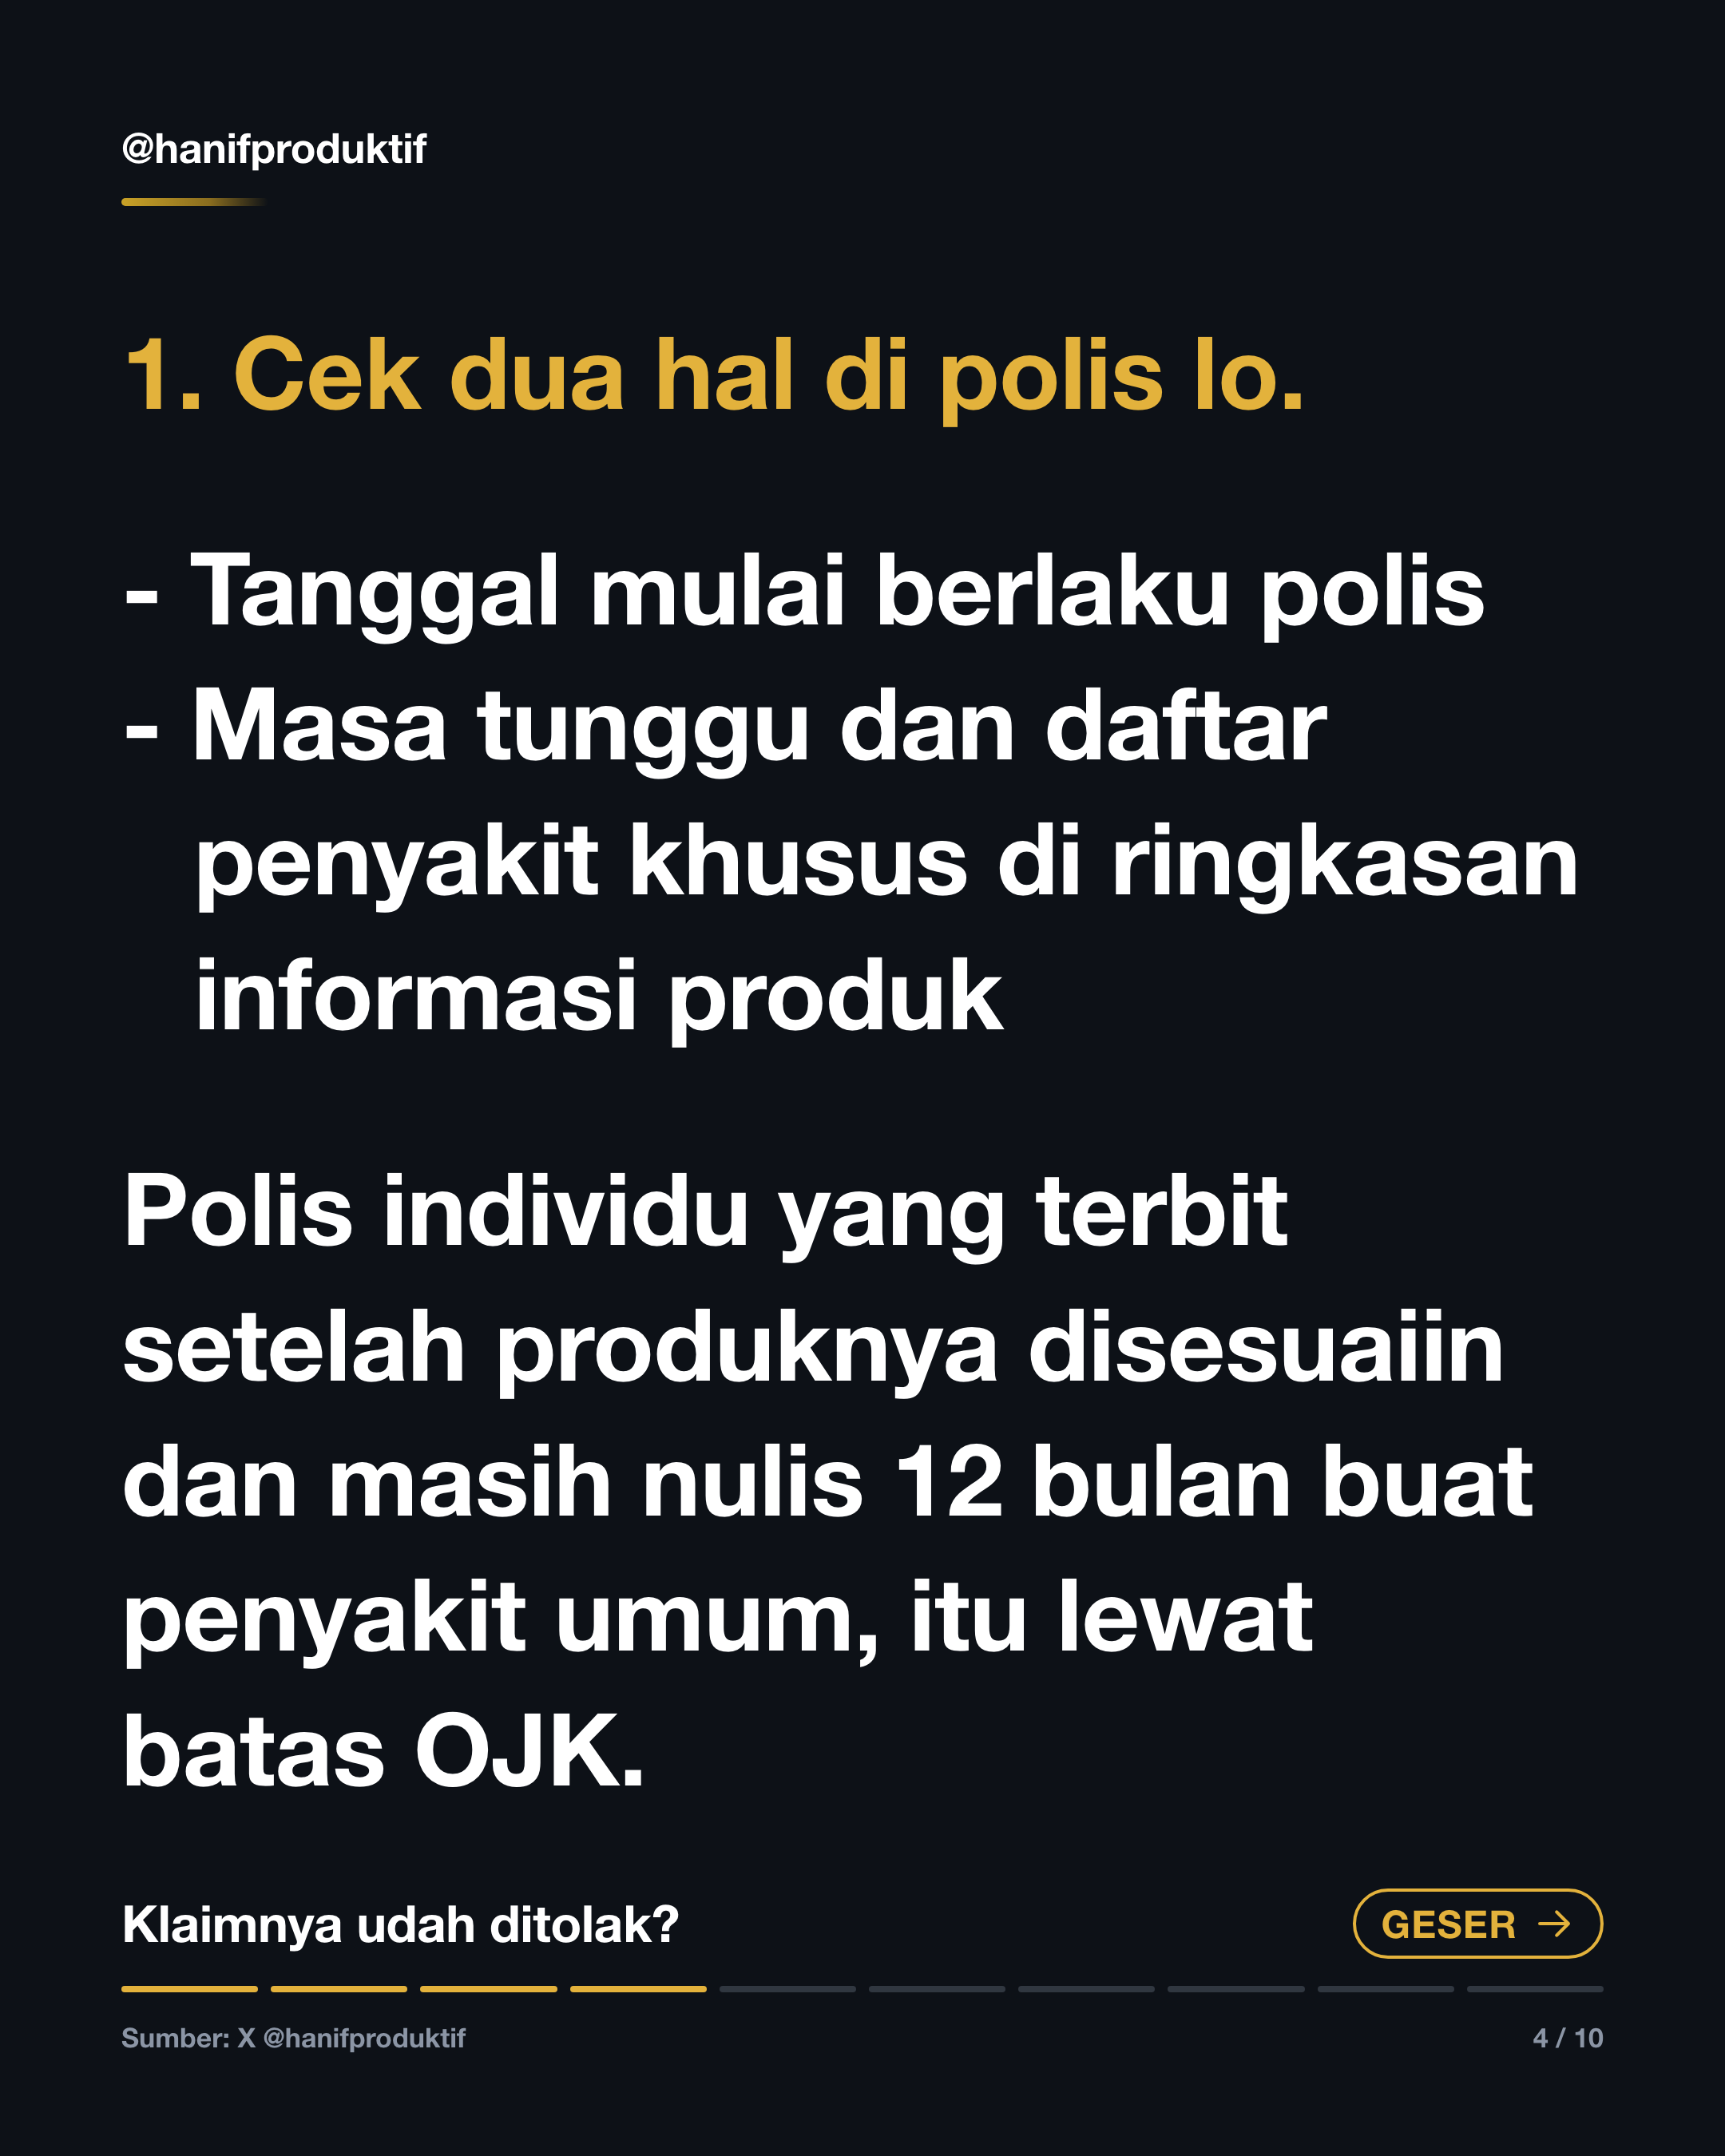 @hanifproduktif
1. Cek dua hal di polis lo.
- Tanggal mulai berlaku polis
- Masa tunggu dan daftar
penyakit khusus di ringkasan
informasi produk
Polis individu yang terbit
setelah produknya disesuaiin
dan masih nulis 12 bulan buat
penyakit umum, itu lewat
batas OJK.
Klaimnya udah ditolak?
GESER →
Sumber: X @hanifproduktif
4 / 10